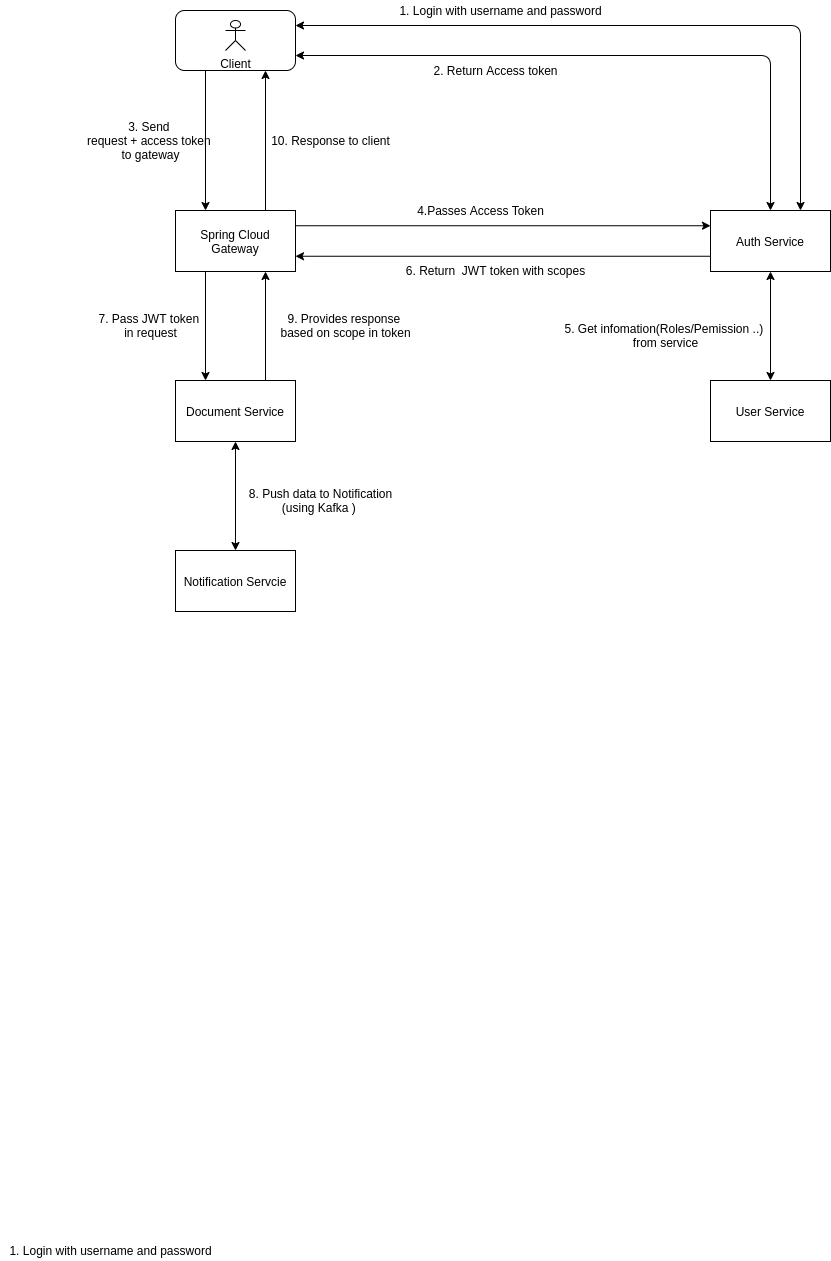 1. Login with username and password
Client
2. Return Access token
3. Send
request + access token
to gateway
10. Response to client
4.Passes Access Token
Spring Cloud
Gateway
Auth Service
6. Return  JWT token with scopes
7. Pass JWT token
in request
9. Provides response
based on scope in token
5. Get infomation(Roles/Pemission ..)
from service
Document Service
User Service
8. Push data to Notification
(using Kafka )
Notification Servcie
1. Login with username and password